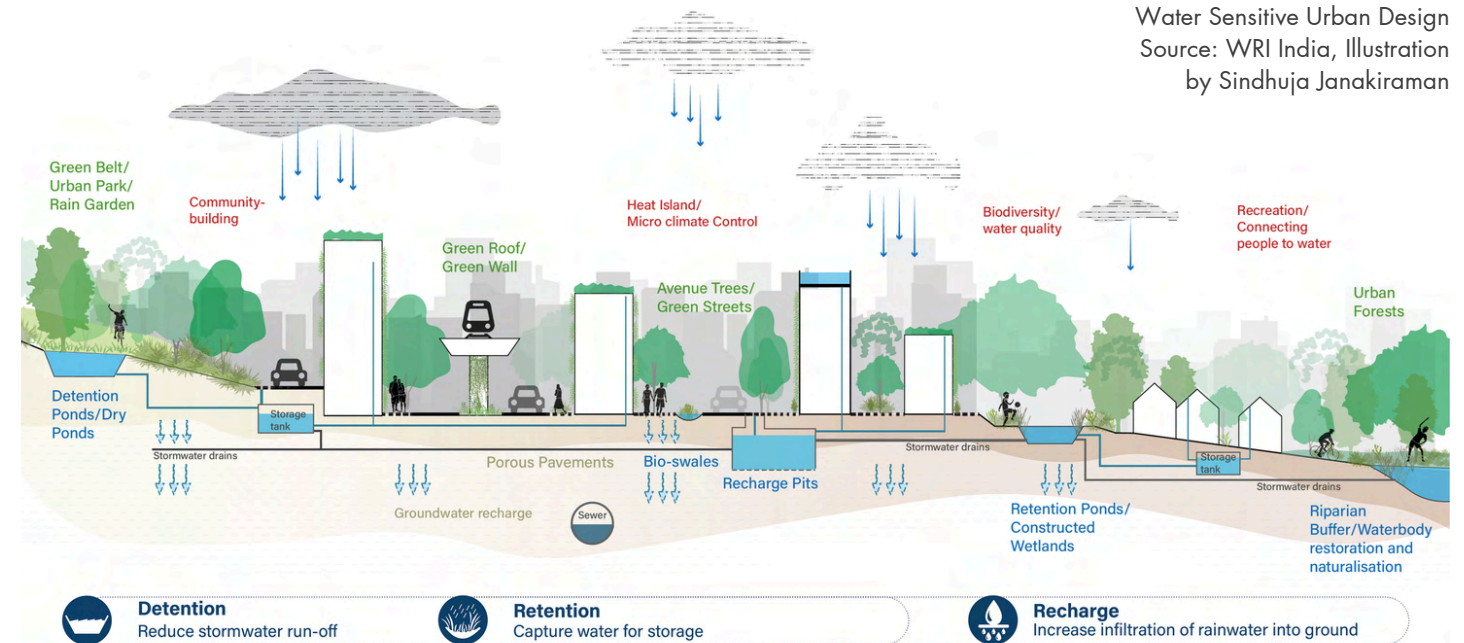 Water Sensitive Urban Design
Source: WRI India, Illustration
by Sindhuja Janakiraman
Green Belt/
Urban Park/
Rain Garden
Community-
building
Green Roof/
Green Wall
Heat Island/
Micro climate Control
Avenue Trees/
Green Streets
Biodiversity/
water quality
Recreation/
Connecting
people to water
Urban
Forests
Detention
Ponds/Dry
Ponds
Storage
tank
Stormwater drains
Porous Pavements
Groundwater recharge
Sewer
Bio-swales
Recharge Pits
Stormwater drains
Retention Ponds/
Constructed
Wetlands
Storage
tank
Stormwater drains
Riparian
Buffer/Waterbody
restoration and
naturalisation
Detention
Reduce stormwater run-off
Retention
Capture water for storage
Recharge
Increase infiltration of rainwater into ground